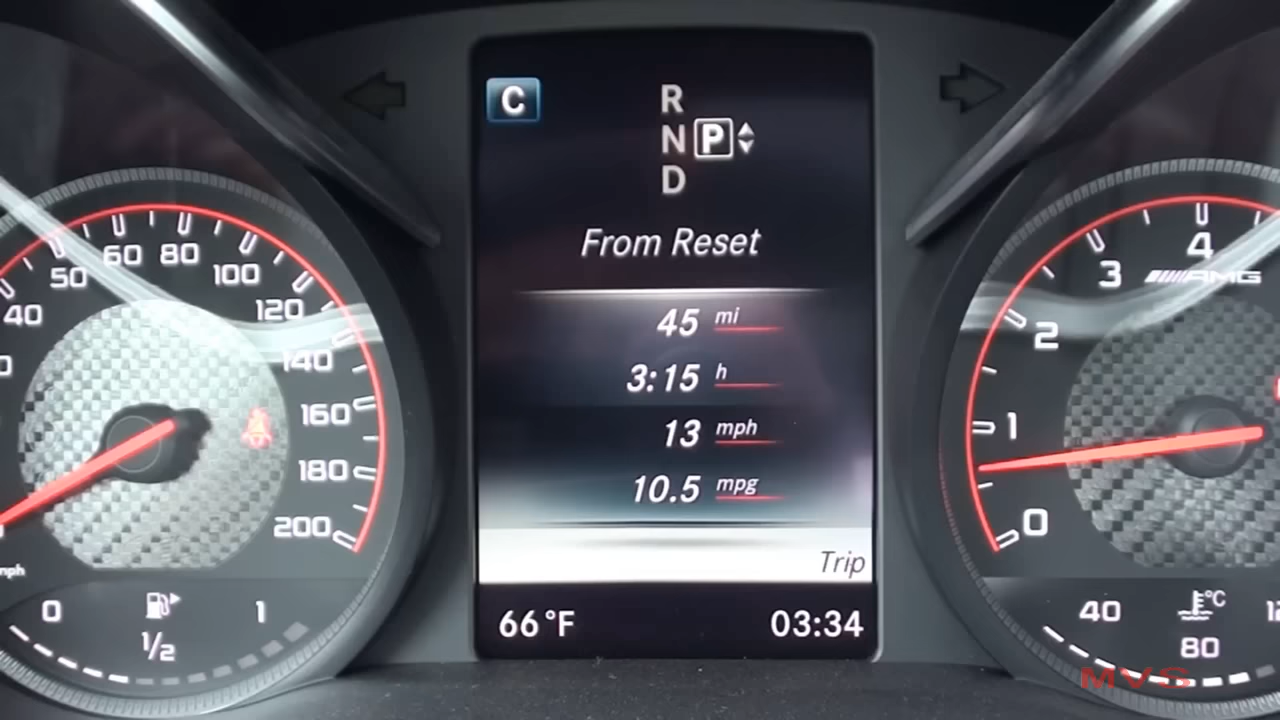 C
R
N P
D
From Reset
45 mi
3:15 h
13 mph
10.5 mpg
Trip
66°F 03:34
40
50
60
80
100
120
140
160
180
200
mph
0 1
1/2
0
1
2
3
4
AMG
40 °C
80
MVS